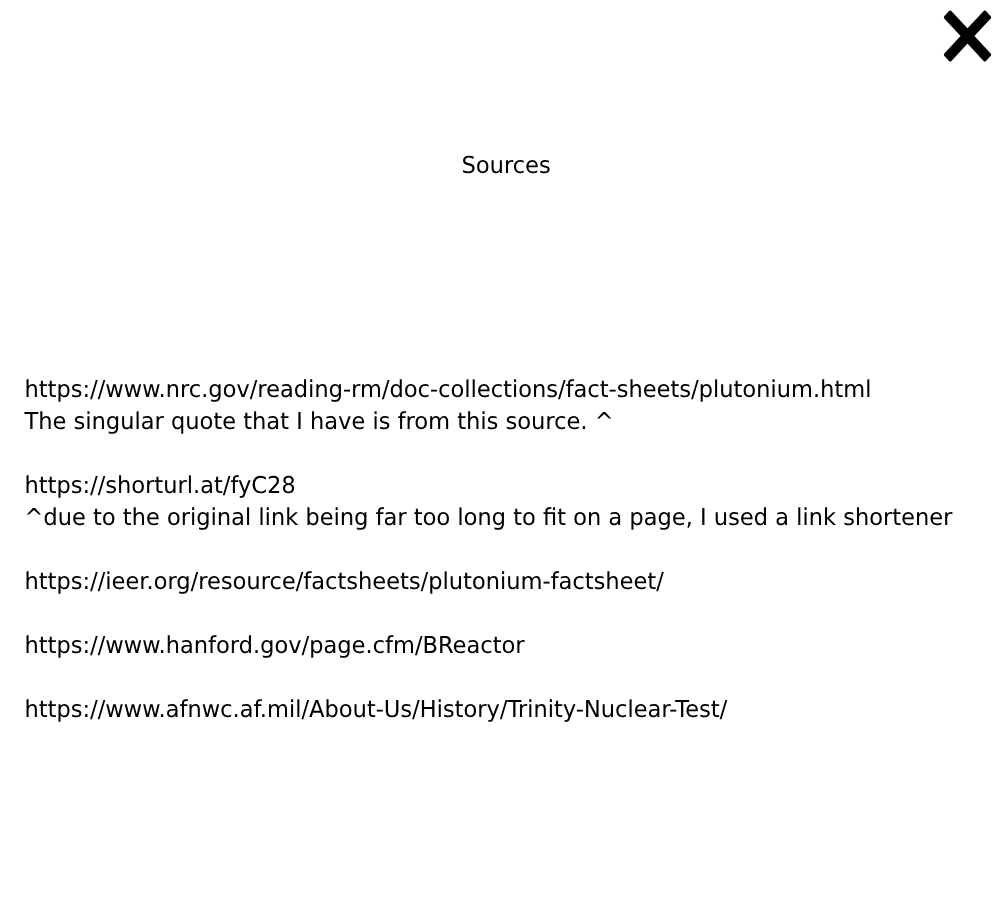 Sources
https://www.nrc.gov/reading-rm/doc-collections/fact-sheets/plutonium.html
The singular quote that I have is from this source. ^
https://shorturl.at/fyC28
^due to the original link being far too long to fit on a page, I used a link shortener
https://ieer.org/resource/factsheets/plutonium-factsheet/
https://www.hanford.gov/page.cfm/BReactor
https://www.afnwc.af.mil/About-Us/History/Trinity-Nuclear-Test/